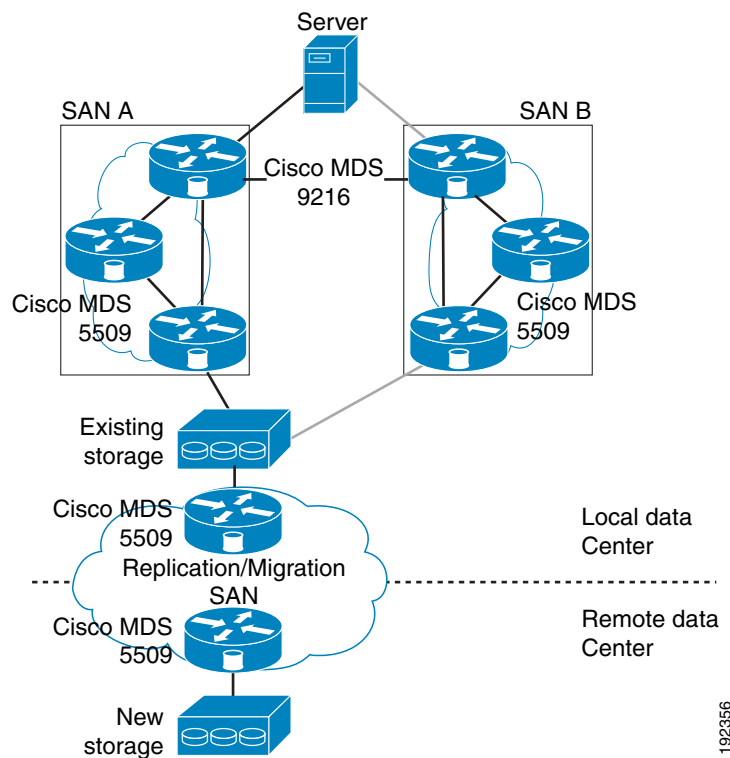 Server
SAN A
SAN B
Cisco MDS
9216
Cisco MDS
5509
Cisco MDS
5509
Existing
storage
Cisco MDS
5509
Local data
Center
Replication/Migration
SAN
Cisco MDS
5509
Remote data
Center
New
storage
192356